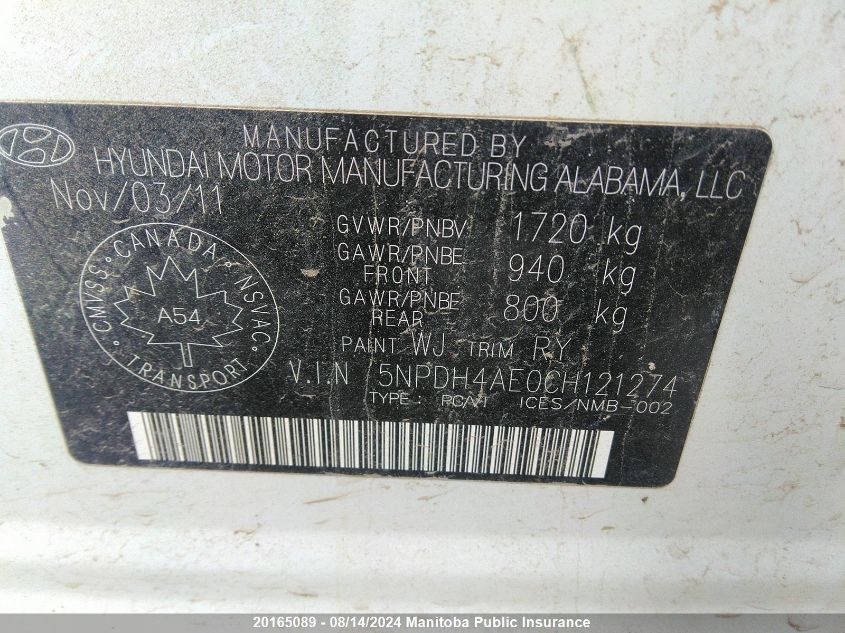 MANUFACTURED BY
HYUNDAI MOTOR MANUFACTURING ALABAMA, LLC
Nov/03/11
GVWR/PNBV 1720 kg
GAWR/PNBE FRONT 940 kg
GAWR/PNBE REAR 800 kg
PAINT WJ TRIM RY
V.I.N 5NPDH4AE0CH121274
TYPE: PCA/ ICES/NMB-002
CMVSS · CANADA · NSVAC · TRANSPORT ·
A54
20165089 - 08/14/2024 Manitoba Public Insurance